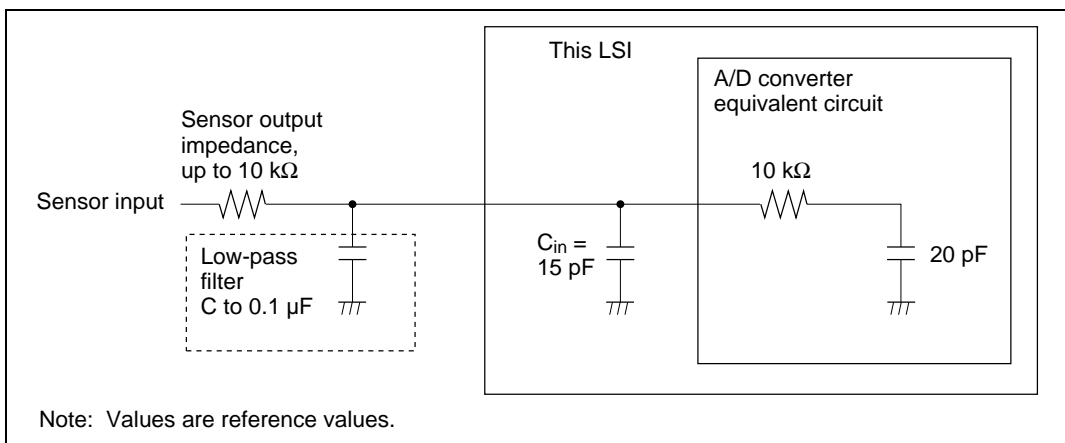 This LSI
A/D converter
equivalent circuit
Sensor output
impedance,
up to 10 kΩ
10 kΩ
Sensor input
Low-pass
filter
C to 0.1 µF
Cin =
15 pF
20 pF
Note: Values are reference values.